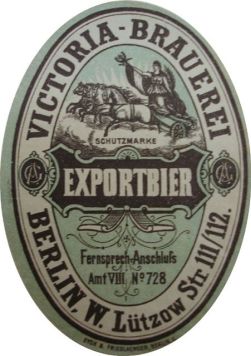 VICTORIA-BRAUEREI
SCHUTZMARKE
EXPORTBIER
Fernsprech-Anschluſs
Amt VIII Nº 728
BERLIN, W. Lützow Str 111/112.